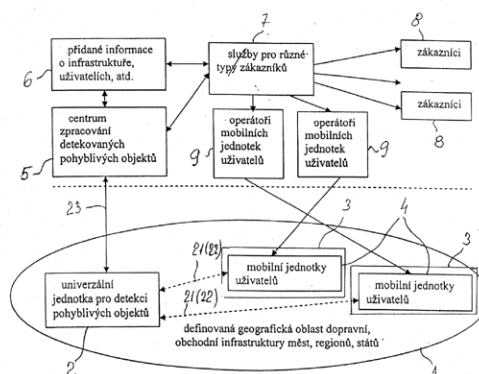 7
8
přidané informace
o infrastruktuře,
uživatelích, atd.
služby pro různé
typy zákazníků
zákazníci
6
centrum
zpracování
detekovaných
pohyblivých objektů
operátoři
mobilních
jednotek
uživatelů
operátoři
mobilních
jednotek
uživatelů
zákazníci
8
5
9
9
23
3
4
3
21(22)
mobilní jednotky
uživatelů
mobilní jednotky
uživatelů
univerzální
jednotka pro detekci
pohyblivých objektů
21(22)
definovaná geografická oblast dopravní,
obchodní infrastruktury měst, regionů, států
2
1